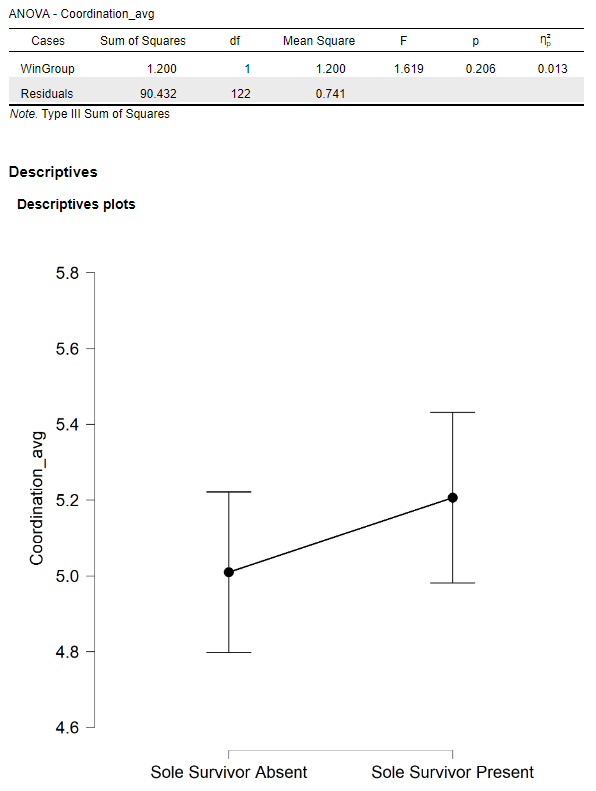 ANOVA - Coordination_avg
Cases Sum of Squares df Mean Square F p η²p
WinGroup 1.200 1 1.200 1.619 0.206 0.013
Residuals 90.432 122 0.741
Note. Type III Sum of Squares
Descriptives
Descriptives plots
5.8
5.6
5.4
5.2
5.0
4.8
4.6
Coordination_avg
Sole Survivor Absent Sole Survivor Present